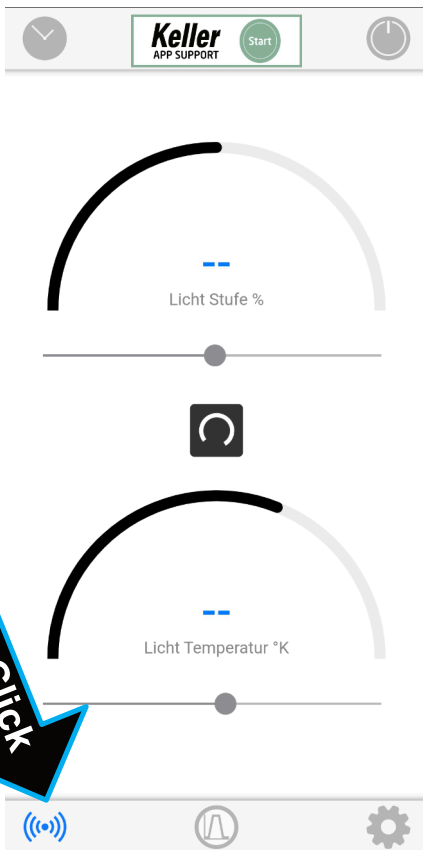 Keller
APP SUPPORT
Start
--
Licht Stufe %
--
Licht Temperatur °K
Click